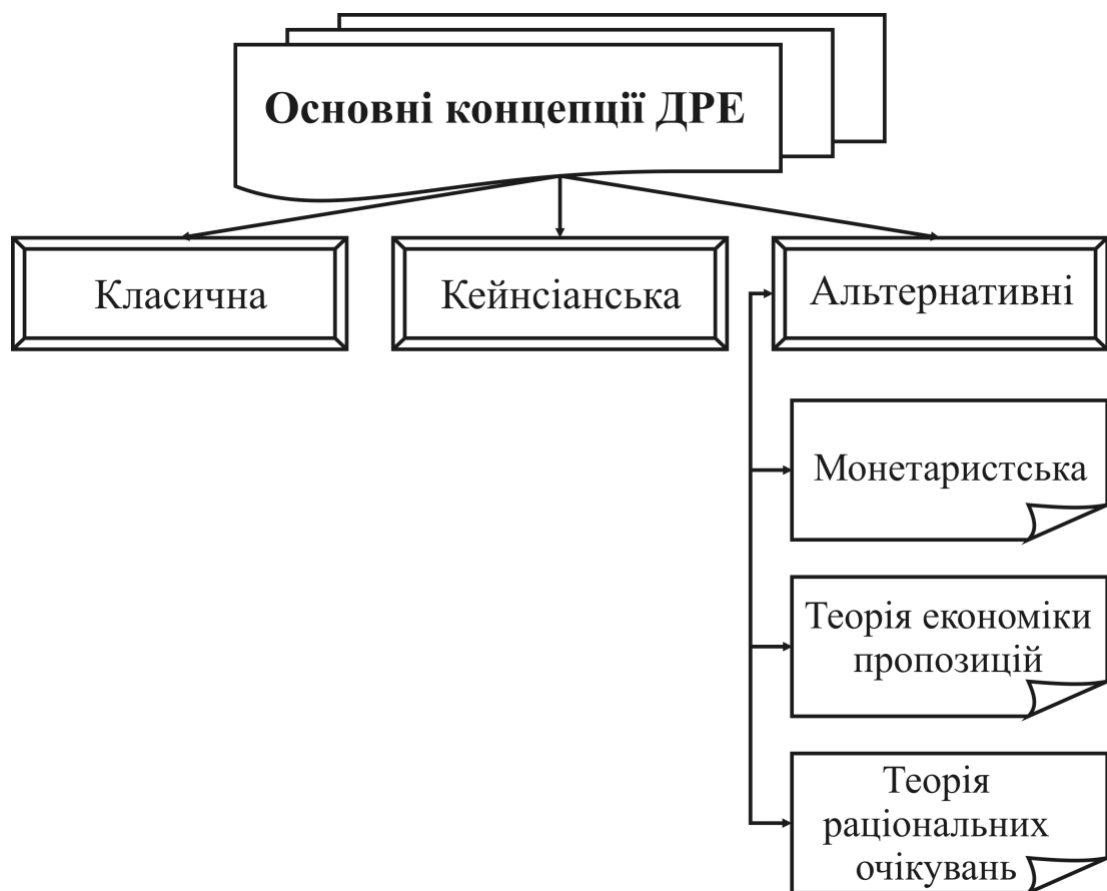 Основні концепції ДРЕ
Класична
Кейнсіанська
Альтернативні
Монетаристська
Теорія економіки
пропозицій
Теорія
раціональних
очікувань